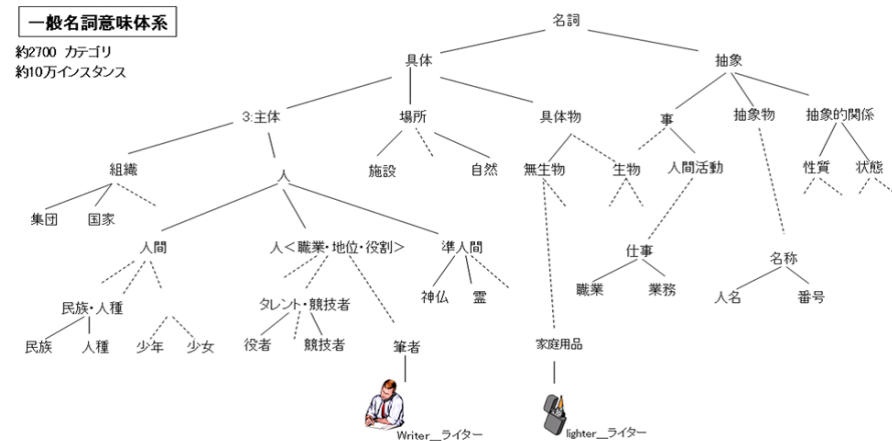 一般名詞意味体系
約2700 カテゴリ
約10万インスタンス
名詞
具体
抽象
3:主体
場所
具体物
事
抽象物
抽象的関係
組織
人
施設
自然
無生物
生物
人間活動
性質
状態
集団
国家
人間
人<職業・地位・役割>
準人間
仕事
名称
神仏
霊
職業
業務
人名
番号
民族・人種
タレント・競技者
民族
人種
少年
少女
役者
競技者
筆者
家庭用品
Writer__ライター
lighter__ライター